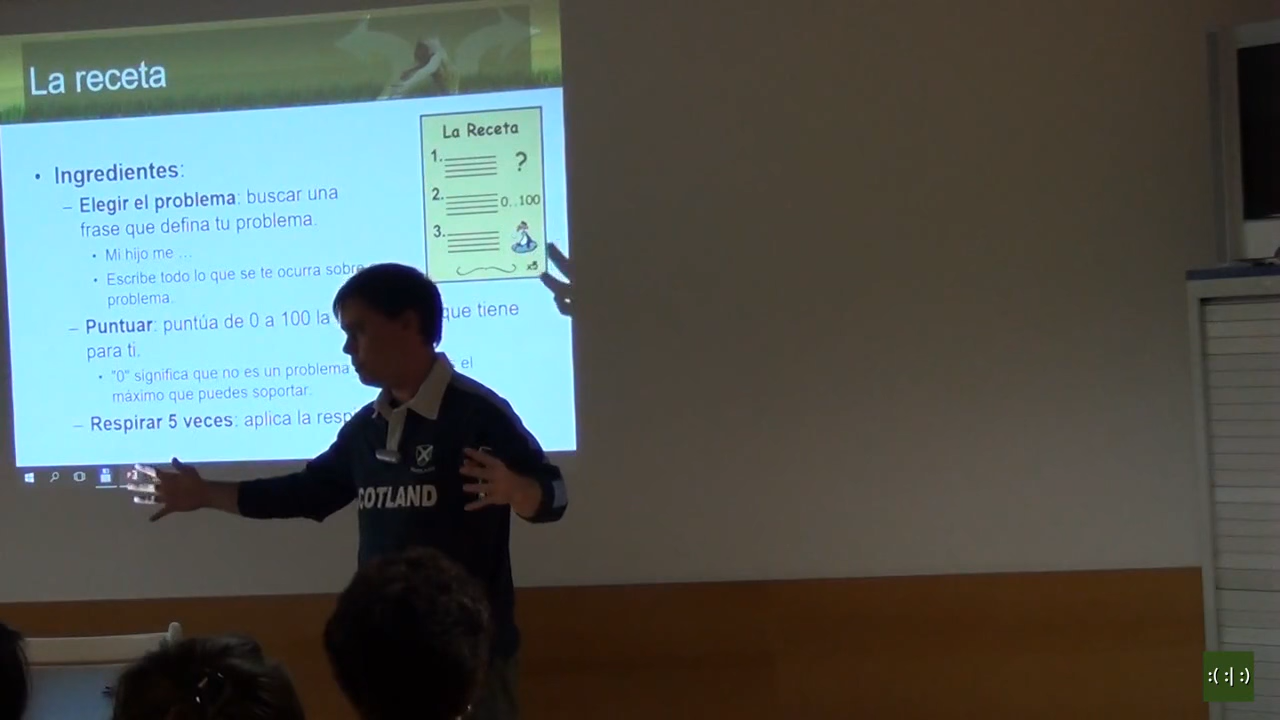 La receta
• Ingredientes:
– Elegir el problema: buscar una
frase que defina tu problema.
• Mi hijo me …
• Escribe todo lo que se te ocurra sobre
problema.
– Puntuar: puntúa de 0 a 100 la que tiene
para ti.
• "0" significa que no es un problema el
máximo que puedes soportar.
– Respirar 5 veces: aplica la
La Receta
1. ?
2. 0..100
3.
x5
COTLAND
:( :| :)